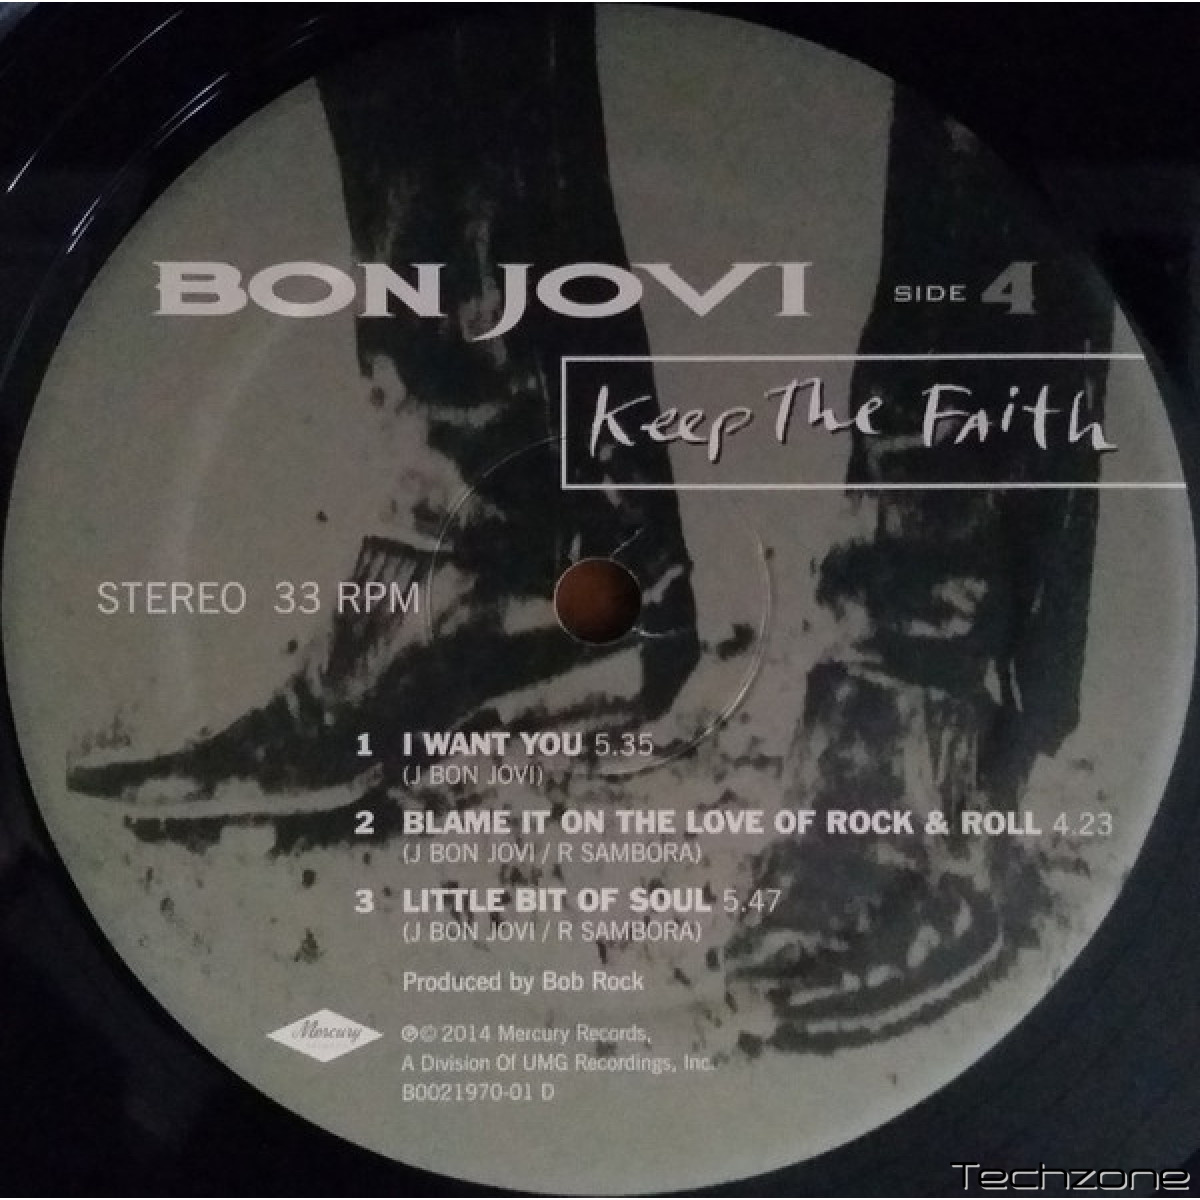 BON JOVI SIDE 4
Keep The Faith
STEREO 33 RPM
1 I WANT YOU 5.35
(J BON JOVI)
2 BLAME IT ON THE LOVE OF ROCK & ROLL 4.23
(J BON JOVI / R SAMBORA)
3 LITTLE BIT OF SOUL 5.47
(J BON JOVI / R SAMBORA)
Produced by Bob Rock
Mercury
℗© 2014 Mercury Records,
A Division Of UMG Recordings, Inc.
B0021970-01 D
Techzone